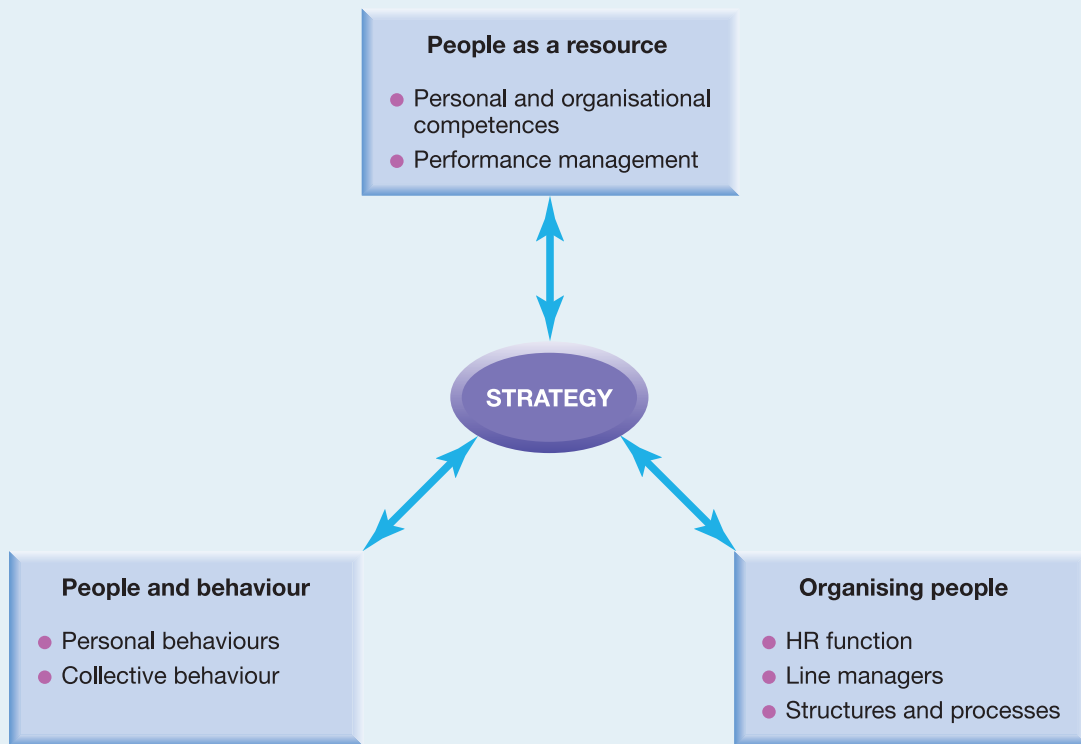 People as a resource
Personal and organisational
competences
Performance management
STRATEGY
People and behaviour
Personal behaviours
Collective behaviour
Organising people
HR function
Line managers
Structures and processes